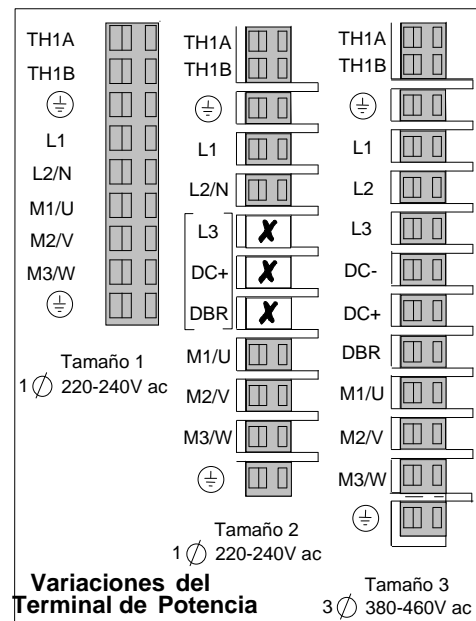 TH1A
TH1B
L1
L2/N
M1/U
M2/V
M3/W
Tamaño 1
1 ∅ 220-240V ac
TH1A
TH1B
L1
L2/N
L3
DC+
DBR
M1/U
M2/V
M3/W
Tamaño 2
1 ∅ 220-240V ac
TH1A
TH1B
L1
L2
L3
DC-
DC+
DBR
M1/U
M2/V
M3/W
Tamaño 3
3 ∅ 380-460V ac
Variaciones del
Terminal de Potencia